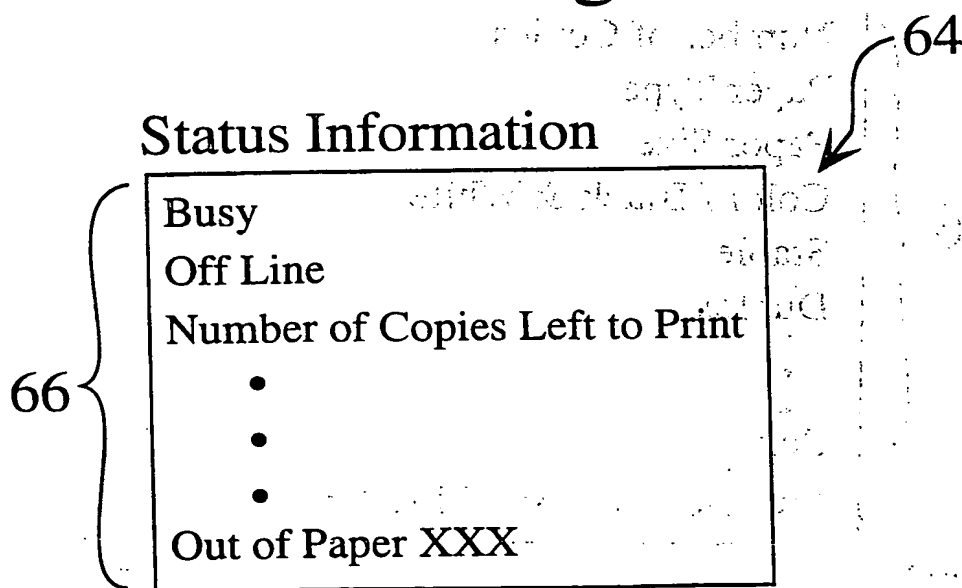 64
Status Information
Busy
Off Line
Number of Copies Left to Print
66
•
•
•
Out of Paper XXX